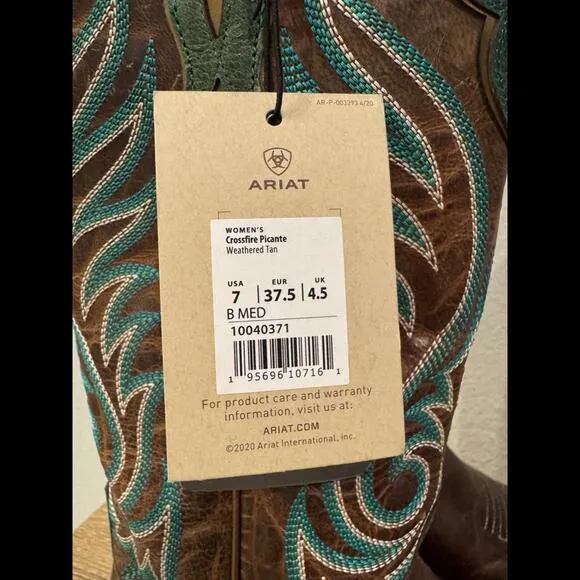 AR-P-003393 4/20
ARIAT
WOMEN'S
Crossfire Picante
Weathered Tan
USA EUR UK
7 37.5 4.5
B MED
10040371
1 95696 10716 1
For product care and warranty
information, visit us at:
ARIAT.COM
©2020 Ariat International, inc.